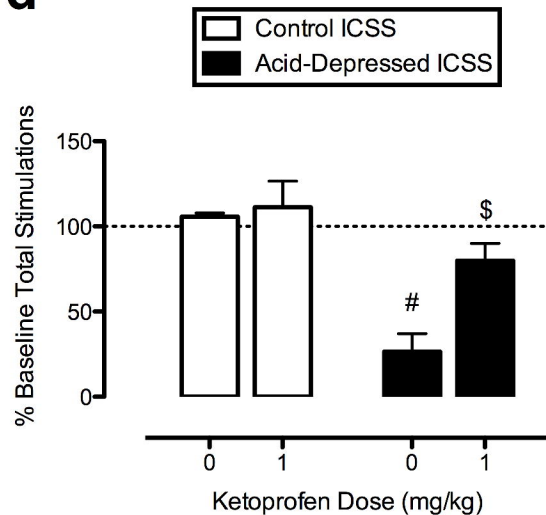 d
Control ICSS
Acid-Depressed ICSS
% Baseline Total Stimulations
150
100
50
0
$
#
0 1 0 1
Ketoprofen Dose (mg/kg)